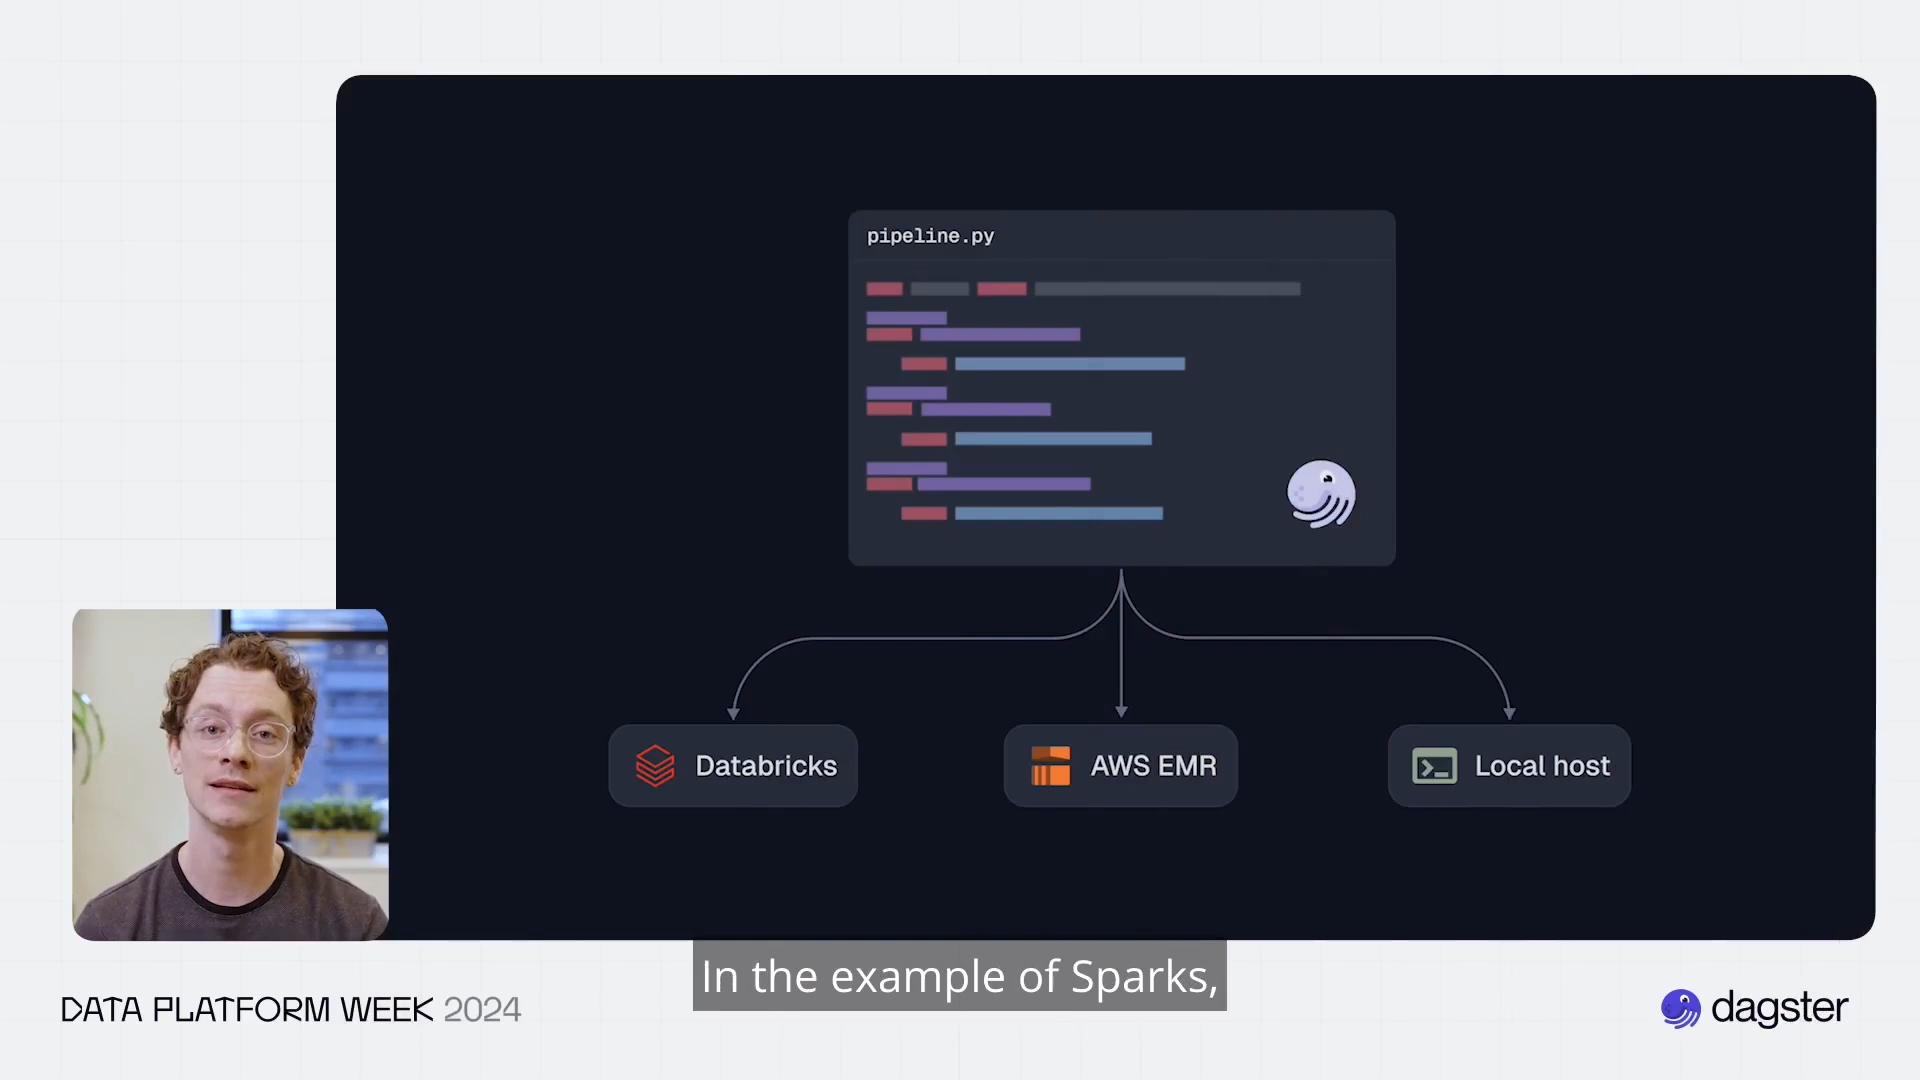 pipeline.py
Databricks
AWS EMR
Local host
In the example of Sparks,
DATA PLATFORM WEEK 2024
dagster